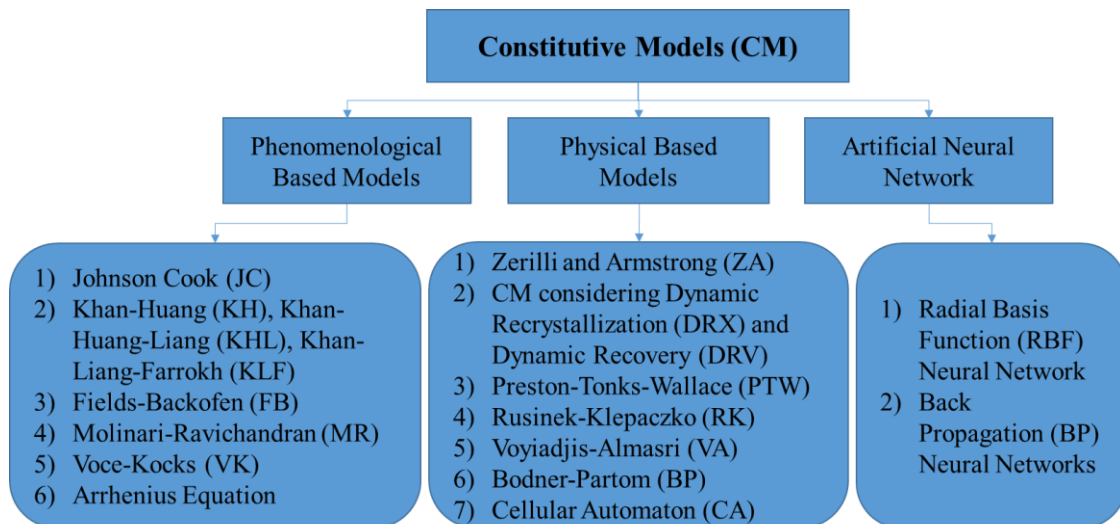 Constitutive Models (CM)
Phenomenological
Based Models
Physical Based
Models
Artificial Neural
Network
1) Johnson Cook (JC)
2) Khan-Huang (KH), Khan-
Huang-Liang (KHL), Khan-
Liang-Farrokh (KLF)
3) Fields-Backofen (FB)
4) Molinari-Ravichandran (MR)
5) Voce-Kocks (VK)
6) Arrhenius Equation
1) Zerilli and Armstrong (ZA)
2) CM considering Dynamic
Recrystallization (DRX) and
Dynamic Recovery (DRV)
3) Preston-Tonks-Wallace (PTW)
4) Rusinek-Klepaczko (RK)
5) Voyiadjis-Almasri (VA)
6) Bodner-Partom (BP)
7) Cellular Automaton (CA)
1) Radial Basis
Function (RBF)
Neural Network
2) Back
Propagation (BP)
Neural Networks